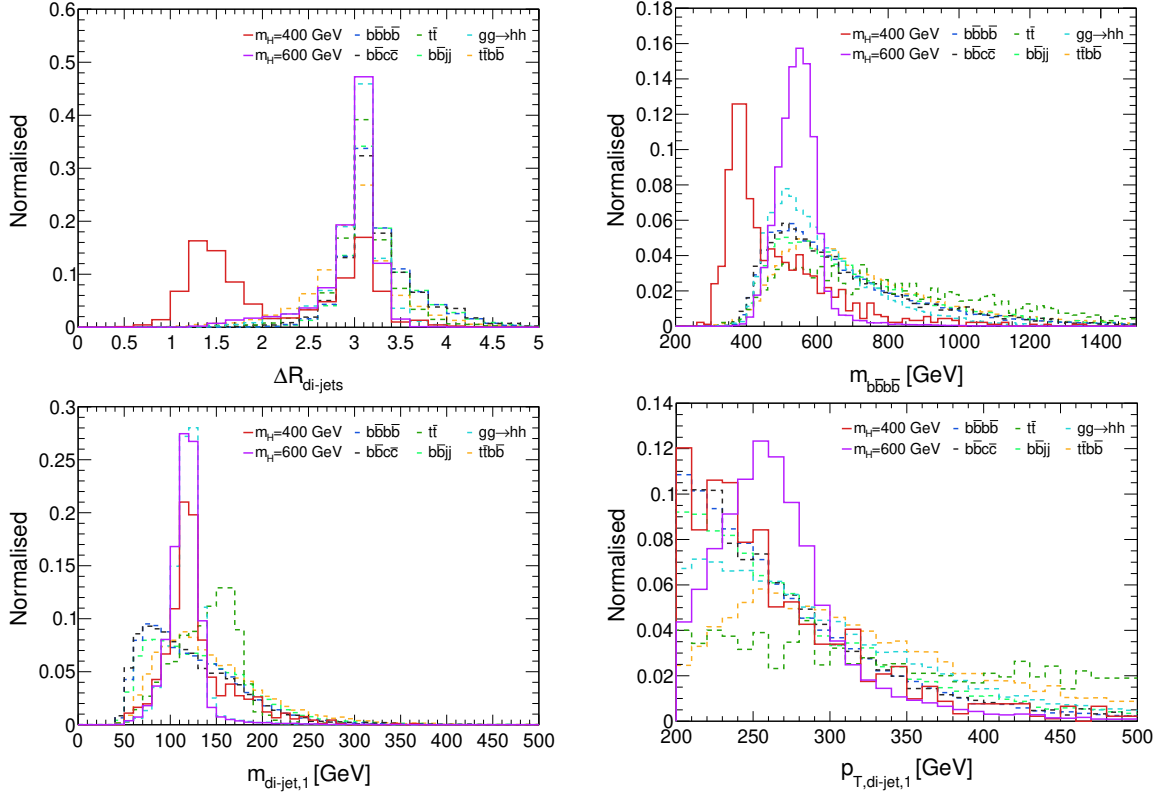 Normalised
0.6
0.5
0.4
0.3
0.2
0.1
0
m_H=400 GeV bb̄bb̄ tt̄ gg→hh
m_H=600 GeV bb̄cc̄ bb̄jj tt̄bb̄
0 0.5 1 1.5 2 2.5 3 3.5 4 4.5 5
ΔR_di-jets
Normalised
0.18
0.16
0.14
0.12
0.1
0.08
0.06
0.04
0.02
0
m_H=400 GeV bb̄bb̄ tt̄ gg→hh
m_H=600 GeV bb̄cc̄ bb̄jj tt̄bb̄
200 400 600 800 1000 1200 1400
m_bb̄bb̄ [GeV]
Normalised
0.3
0.25
0.2
0.15
0.1
0.05
0
m_H=400 GeV bb̄bb̄ tt̄ gg→hh
m_H=600 GeV bb̄cc̄ bb̄jj tt̄bb̄
0 50 100 150 200 250 300 350 400 450 500
m_di-jet,1 [GeV]
Normalised
0.14
0.12
0.1
0.08
0.06
0.04
0.02
0
m_H=400 GeV bb̄bb̄ tt̄ gg→hh
m_H=600 GeV bb̄cc̄ bb̄jj tt̄bb̄
200 250 300 350 400 450 500
p_T,di-jet,1 [GeV]